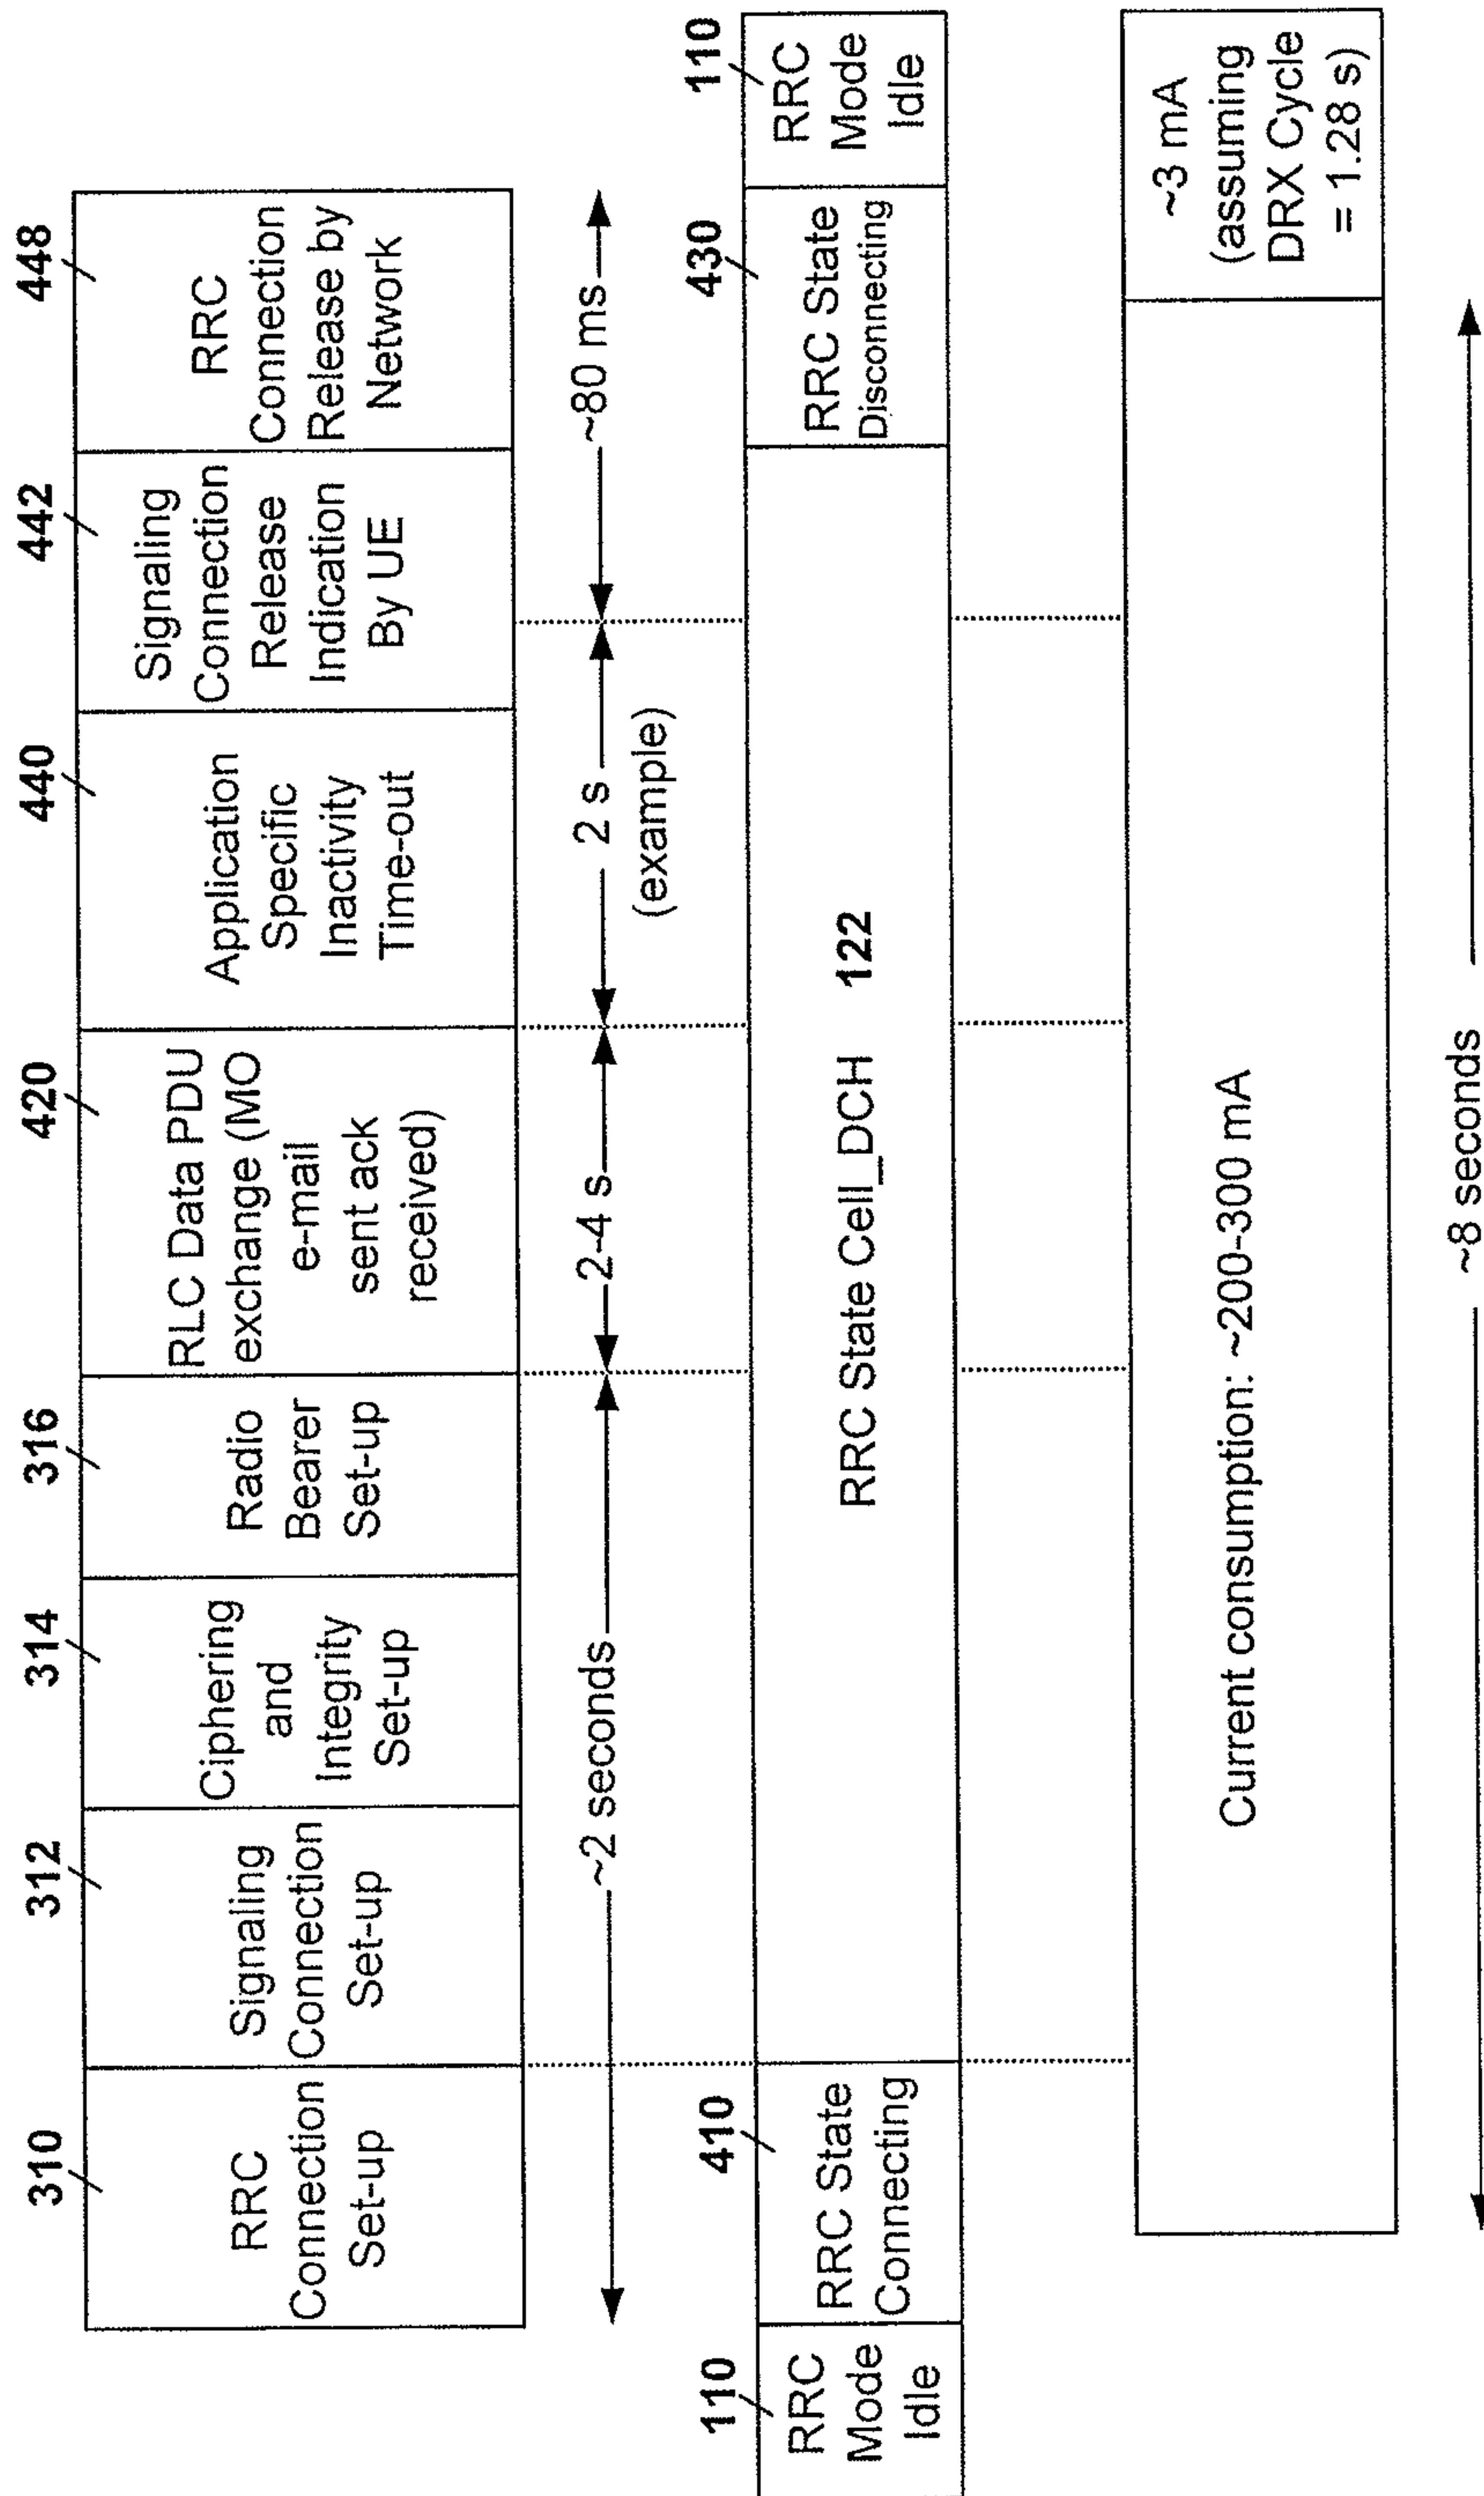 310
RRC
Connection
Set-up
312
Signaling
Connection
Set-up
314
Ciphering
and
Integrity
Set-up
316
Radio
Bearer
Set-up
420
RLC Data PDU
exchange (MO
e-mail
sent ack
received)
440
Application
Specific
Inactivity
Time-out
442
Signaling
Connection
Release
Indication
By UE
448
RRC
Connection
Release by
Network
~2 seconds
2-4 s
2 s
(example)
~80 ms
110
RRC
Mode
Idle
410
RRC State
Connecting
RRC State Cell_DCH 122
430
RRC State
Disconnecting
110
RRC
Mode
Idle
Current consumption: ~200-300 mA
~3 mA
(assuming
DRX Cycle
= 1.28 s)
~8 seconds